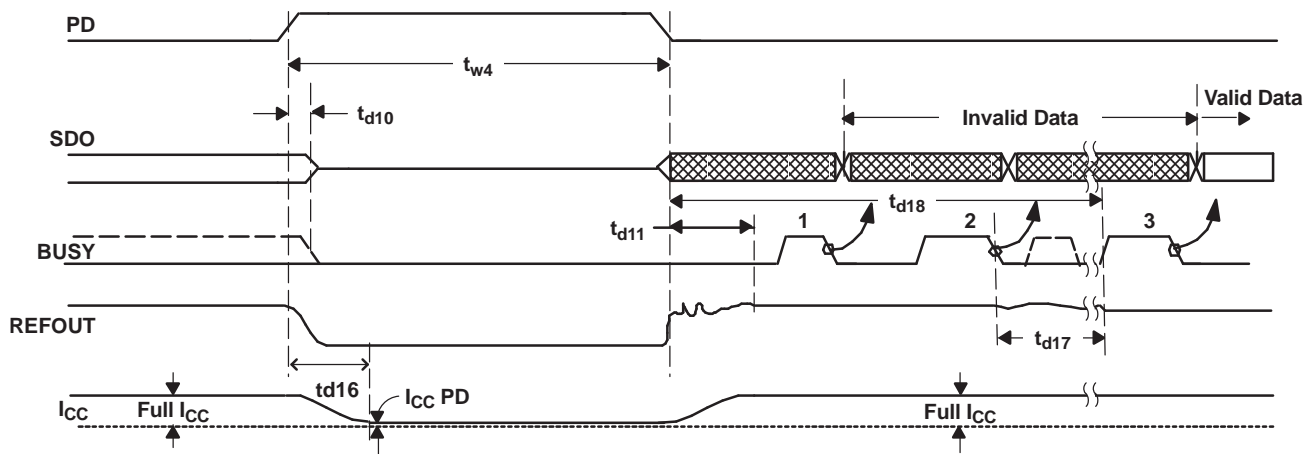 PD
tw4
td10
Valid Data
Invalid Data
SDO
td18
1
2
3
td11
BUSY
REFOUT
td17
td16
ICC PD
ICC
Full ICC
Full ICC